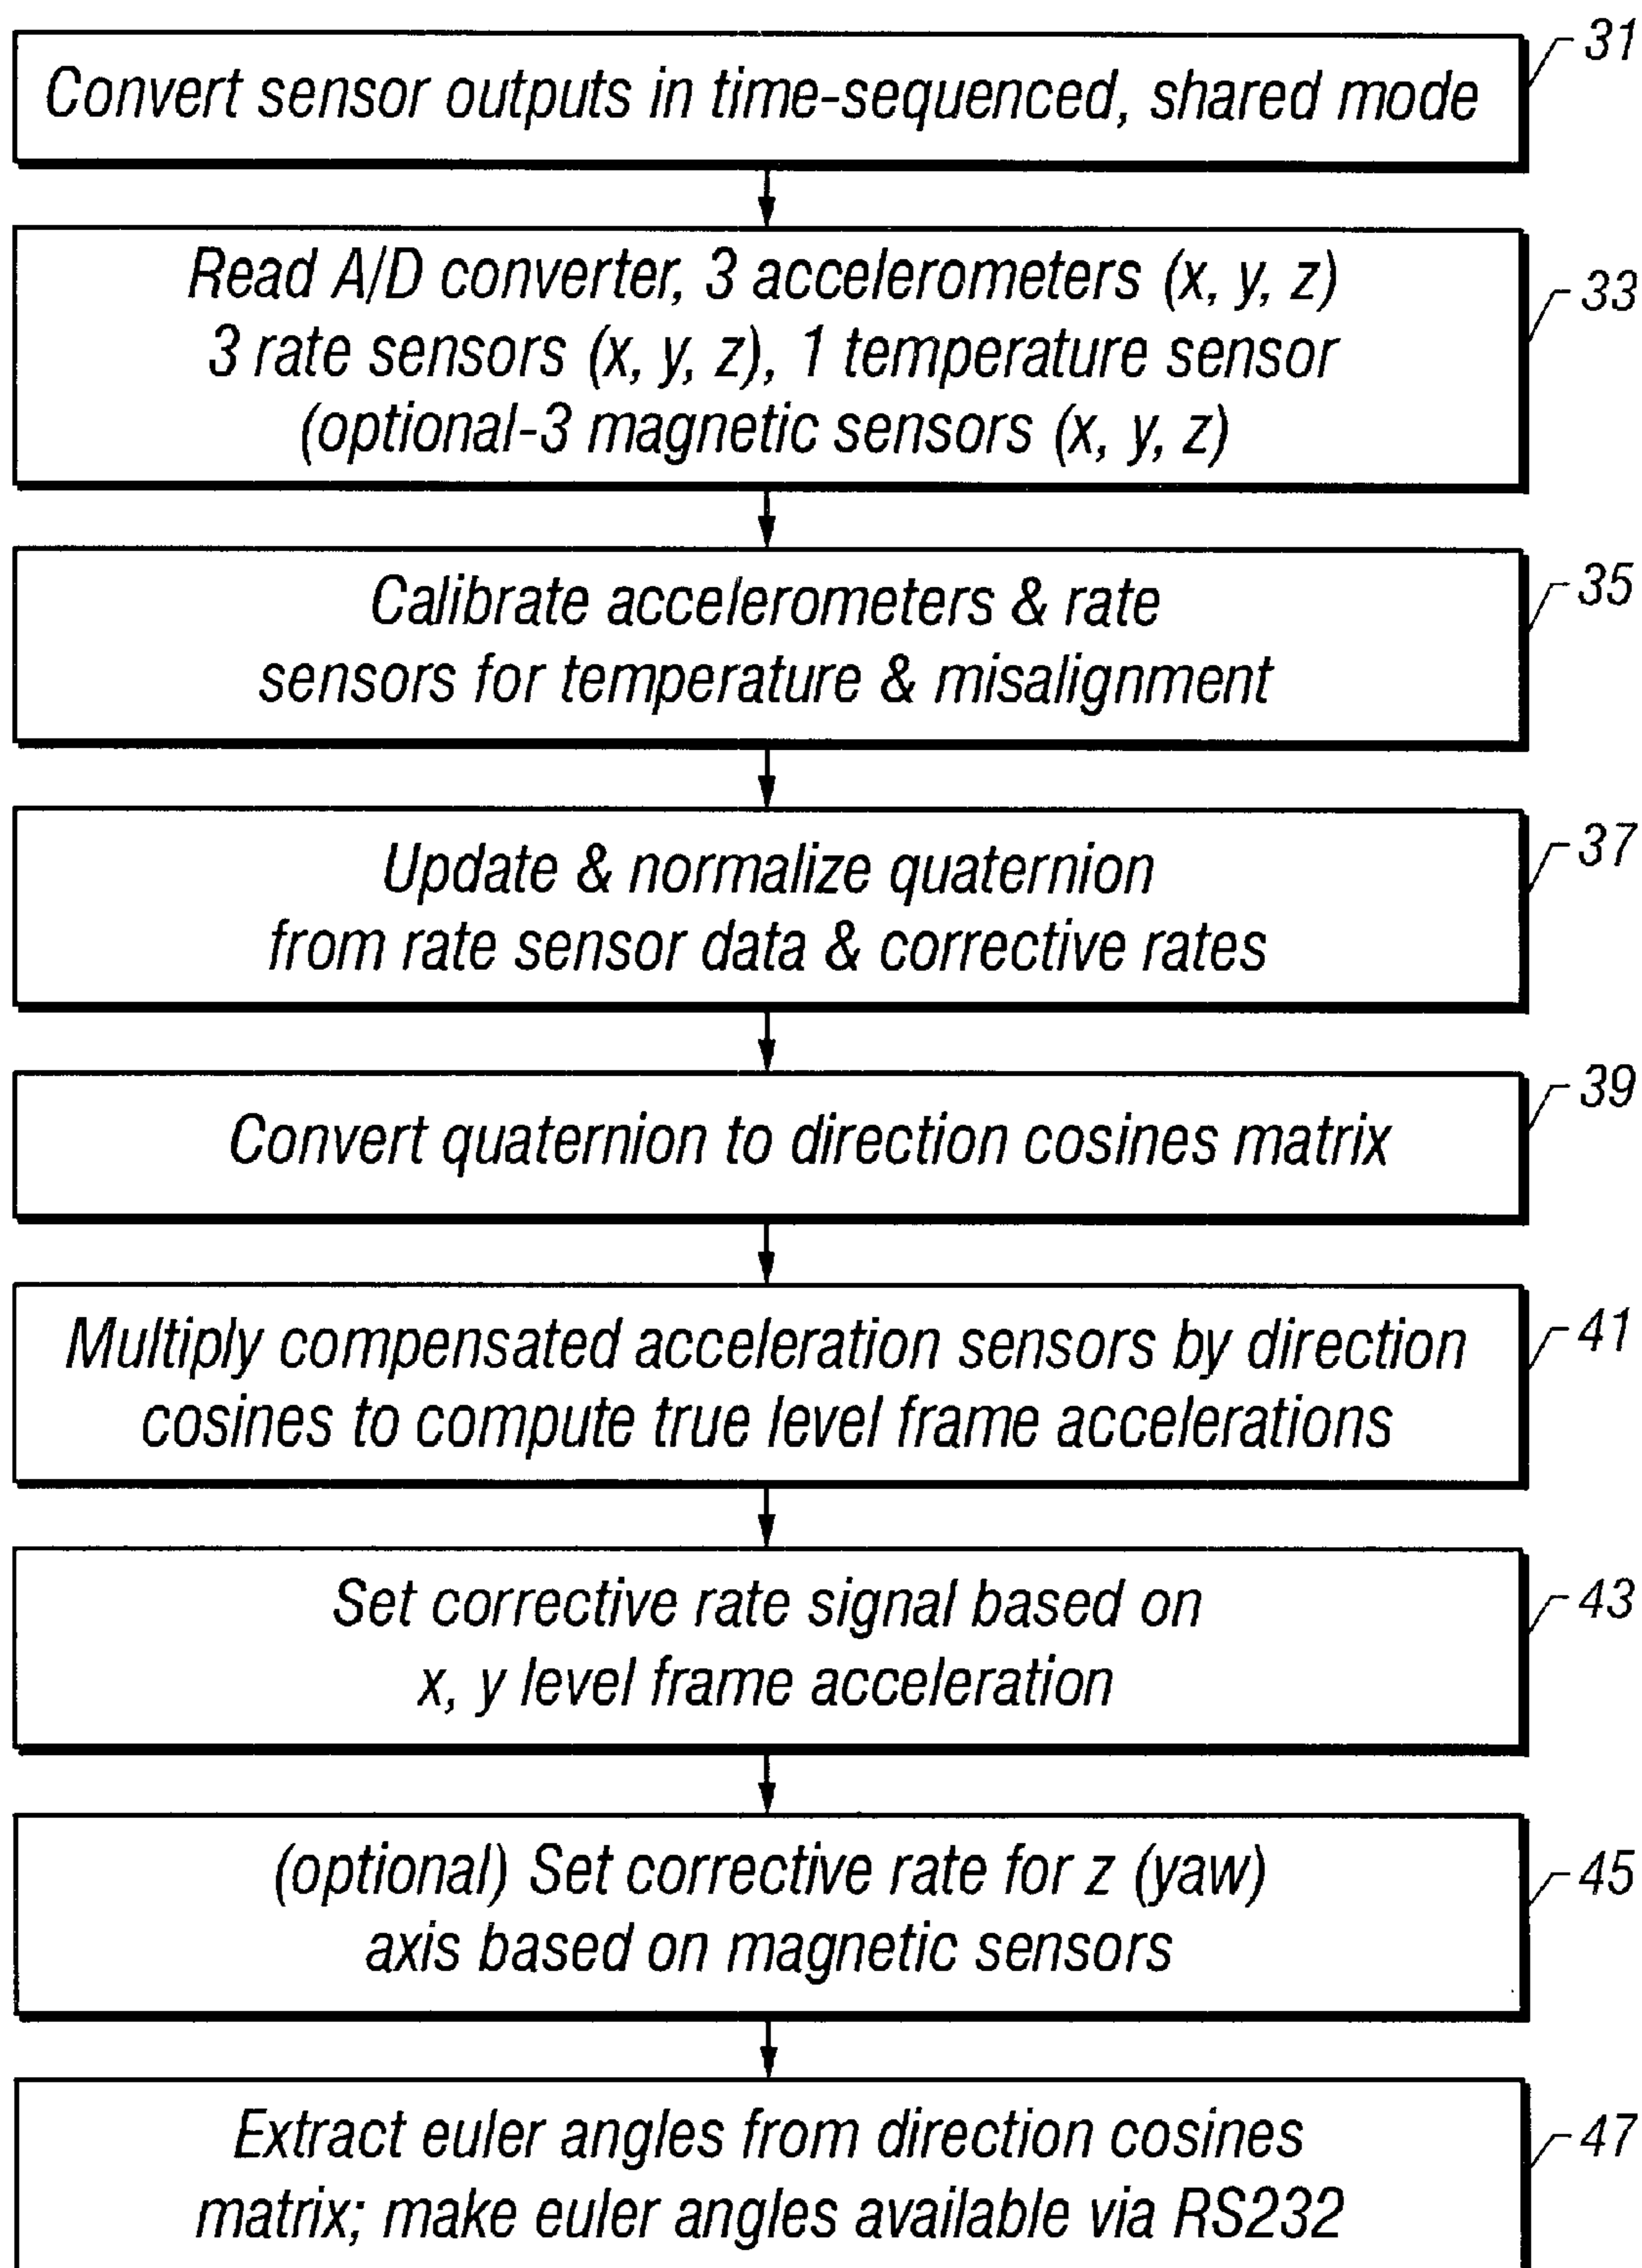 31
Convert sensor outputs in time-sequenced, shared mode
Read A/D converter, 3 accelerometers (x, y, z)
33
3 rate sensors (x, y, z), 1 temperature sensor
(optional-3 magnetic sensors (x, y, z)
35
Calibrate accelerometers & rate
sensors for temperature & misalignment
37
Update & normalize quaternion
from rate sensor data & corrective rates
39
Convert quaternion to direction cosines matrix
41
Multiply compensated acceleration sensors by direction
cosines to compute true level frame accelerations
43
Set corrective rate signal based on
x, y level frame acceleration
45
(optional) Set corrective rate for z (yaw)
axis based on magnetic sensors
47
Extract euler angles from direction cosines
matrix; make euler angles available via RS232